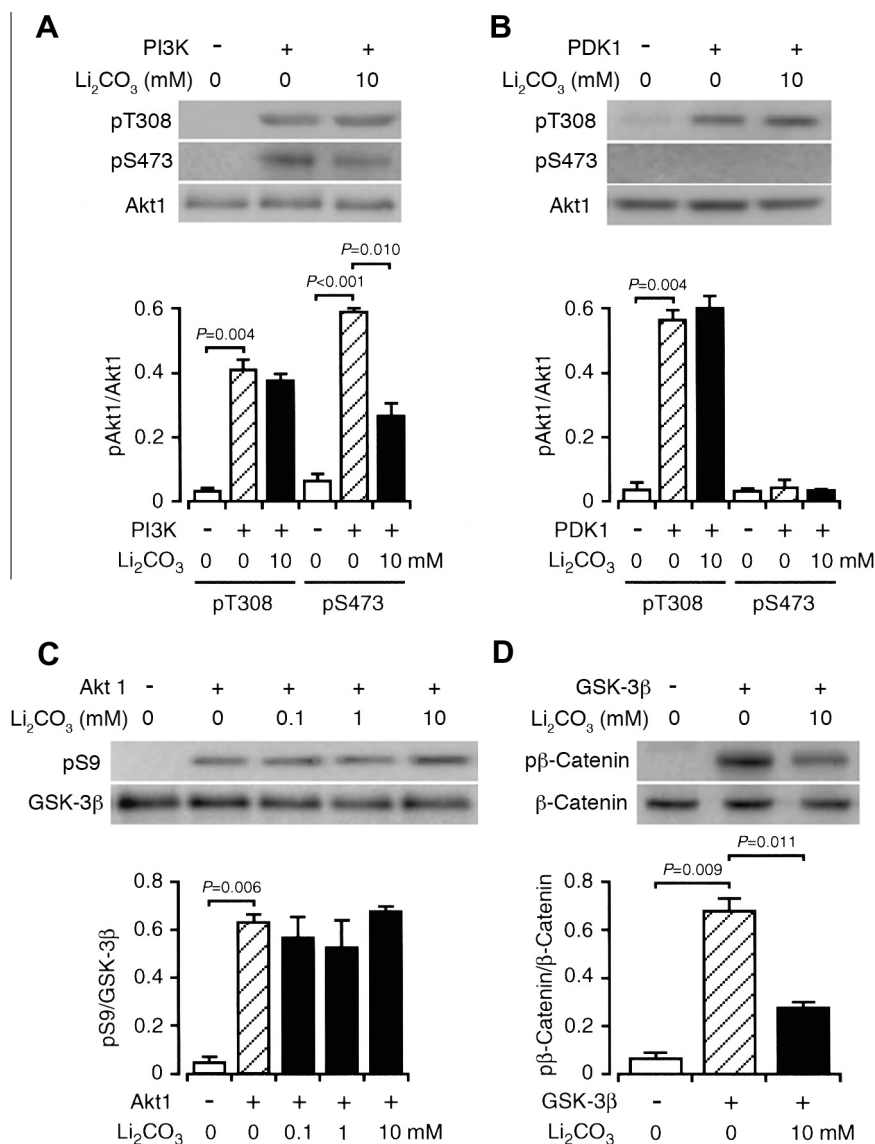 A
PI3K - + +
Li2CO3 (mM) 0 0 10
pT308
pS473
Akt1
P=0.010
P<0.001
P=0.004
0.6
0.4
0.2
0
pAkt1/Akt1
PI3K - + + - + +
Li2CO3 0 0 10 0 0 10 mM
pT308 pS473
B
PDK1 - + +
Li2CO3 (mM) 0 0 10
pT308
pS473
Akt1
P=0.004
0.6
0.4
0.2
0
pAkt1/Akt1
PDK1 - + + - + +
Li2CO3 0 0 10 0 0 10 mM
pT308 pS473
C
Akt 1 - + + + +
Li2CO3 (mM) 0 0 0.1 1 10
pS9
GSK-3β
P=0.006
0.8
0.6
0.4
0.2
0
pS9/GSK-3β
Akt1 - + + + +
Li2CO3 0 0 0.1 1 10 mM
D
GSK-3β - + +
Li2CO3 (mM) 0 0 10
pβ-Catenin
β-Catenin
P=0.011
P=0.009
0.8
0.6
0.4
0.2
0
pβ-Catenin/β-Catenin
GSK-3β - + +
Li2CO3 0 0 10 mM